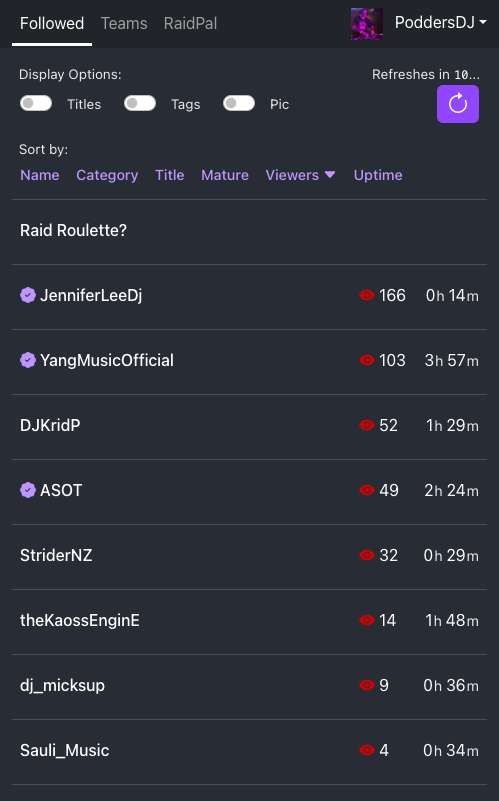 Followed Teams RaidPal PoddersDJ
Display Options: Refreshes in 10...
Titles Tags Pic
Sort by:
Name Category Title Mature Viewers Uptime
Raid Roulette?
JenniferLeeDj 166 0h 14m
YangMusicOfficial 103 3h 57m
DJKridP 52 1h 29m
ASOT 49 2h 24m
StriderNZ 32 0h 29m
theKaossEnginE 14 1h 48m
dj_micksup 9 0h 36m
Sauli_Music 4 0h 34m